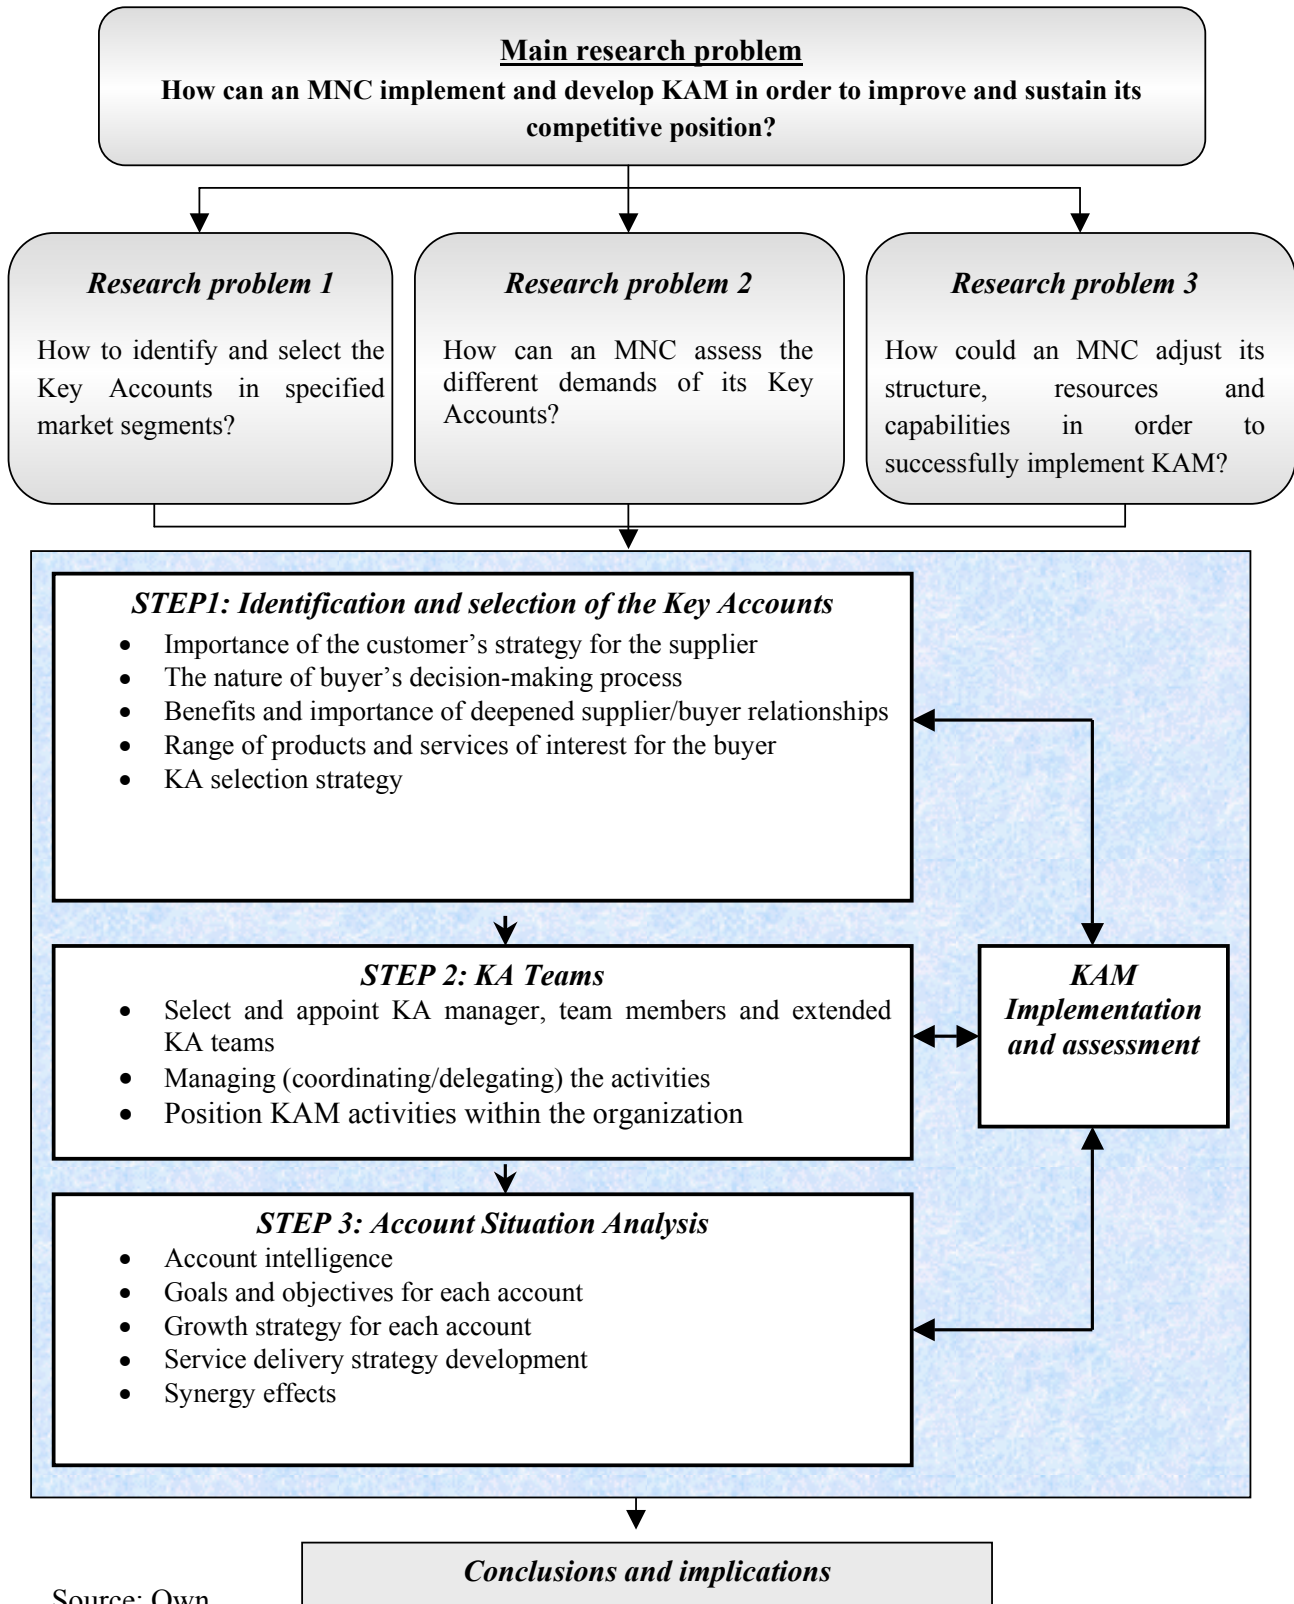 Main research problem
How can an MNC implement and develop KAM in order to improve and sustain its
competitive position?
Research problem 1
How to identify and select the
Key Accounts in specified
market segments?
Research problem 2
How can an MNC assess the
different demands of its Key
Accounts?
Research problem 3
How could an MNC adjust its
structure, resources and
capabilities in order to
successfully implement KAM?
STEP1: Identification and selection of the Key Accounts
• Importance of the customer’s strategy for the supplier
• The nature of buyer’s decision-making process
• Benefits and importance of deepened supplier/buyer relationships
• Range of products and services of interest for the buyer
• KA selection strategy
STEP 2: KA Teams
• Select and appoint KA manager, team members and extended
KA teams
• Managing (coordinating/delegating) the activities
• Position KAM activities within the organization
KAM
Implementation
and assessment
STEP 3: Account Situation Analysis
• Account intelligence
• Goals and objectives for each account
• Growth strategy for each account
• Service delivery strategy development
• Synergy effects
Conclusions and implications
Source: Own